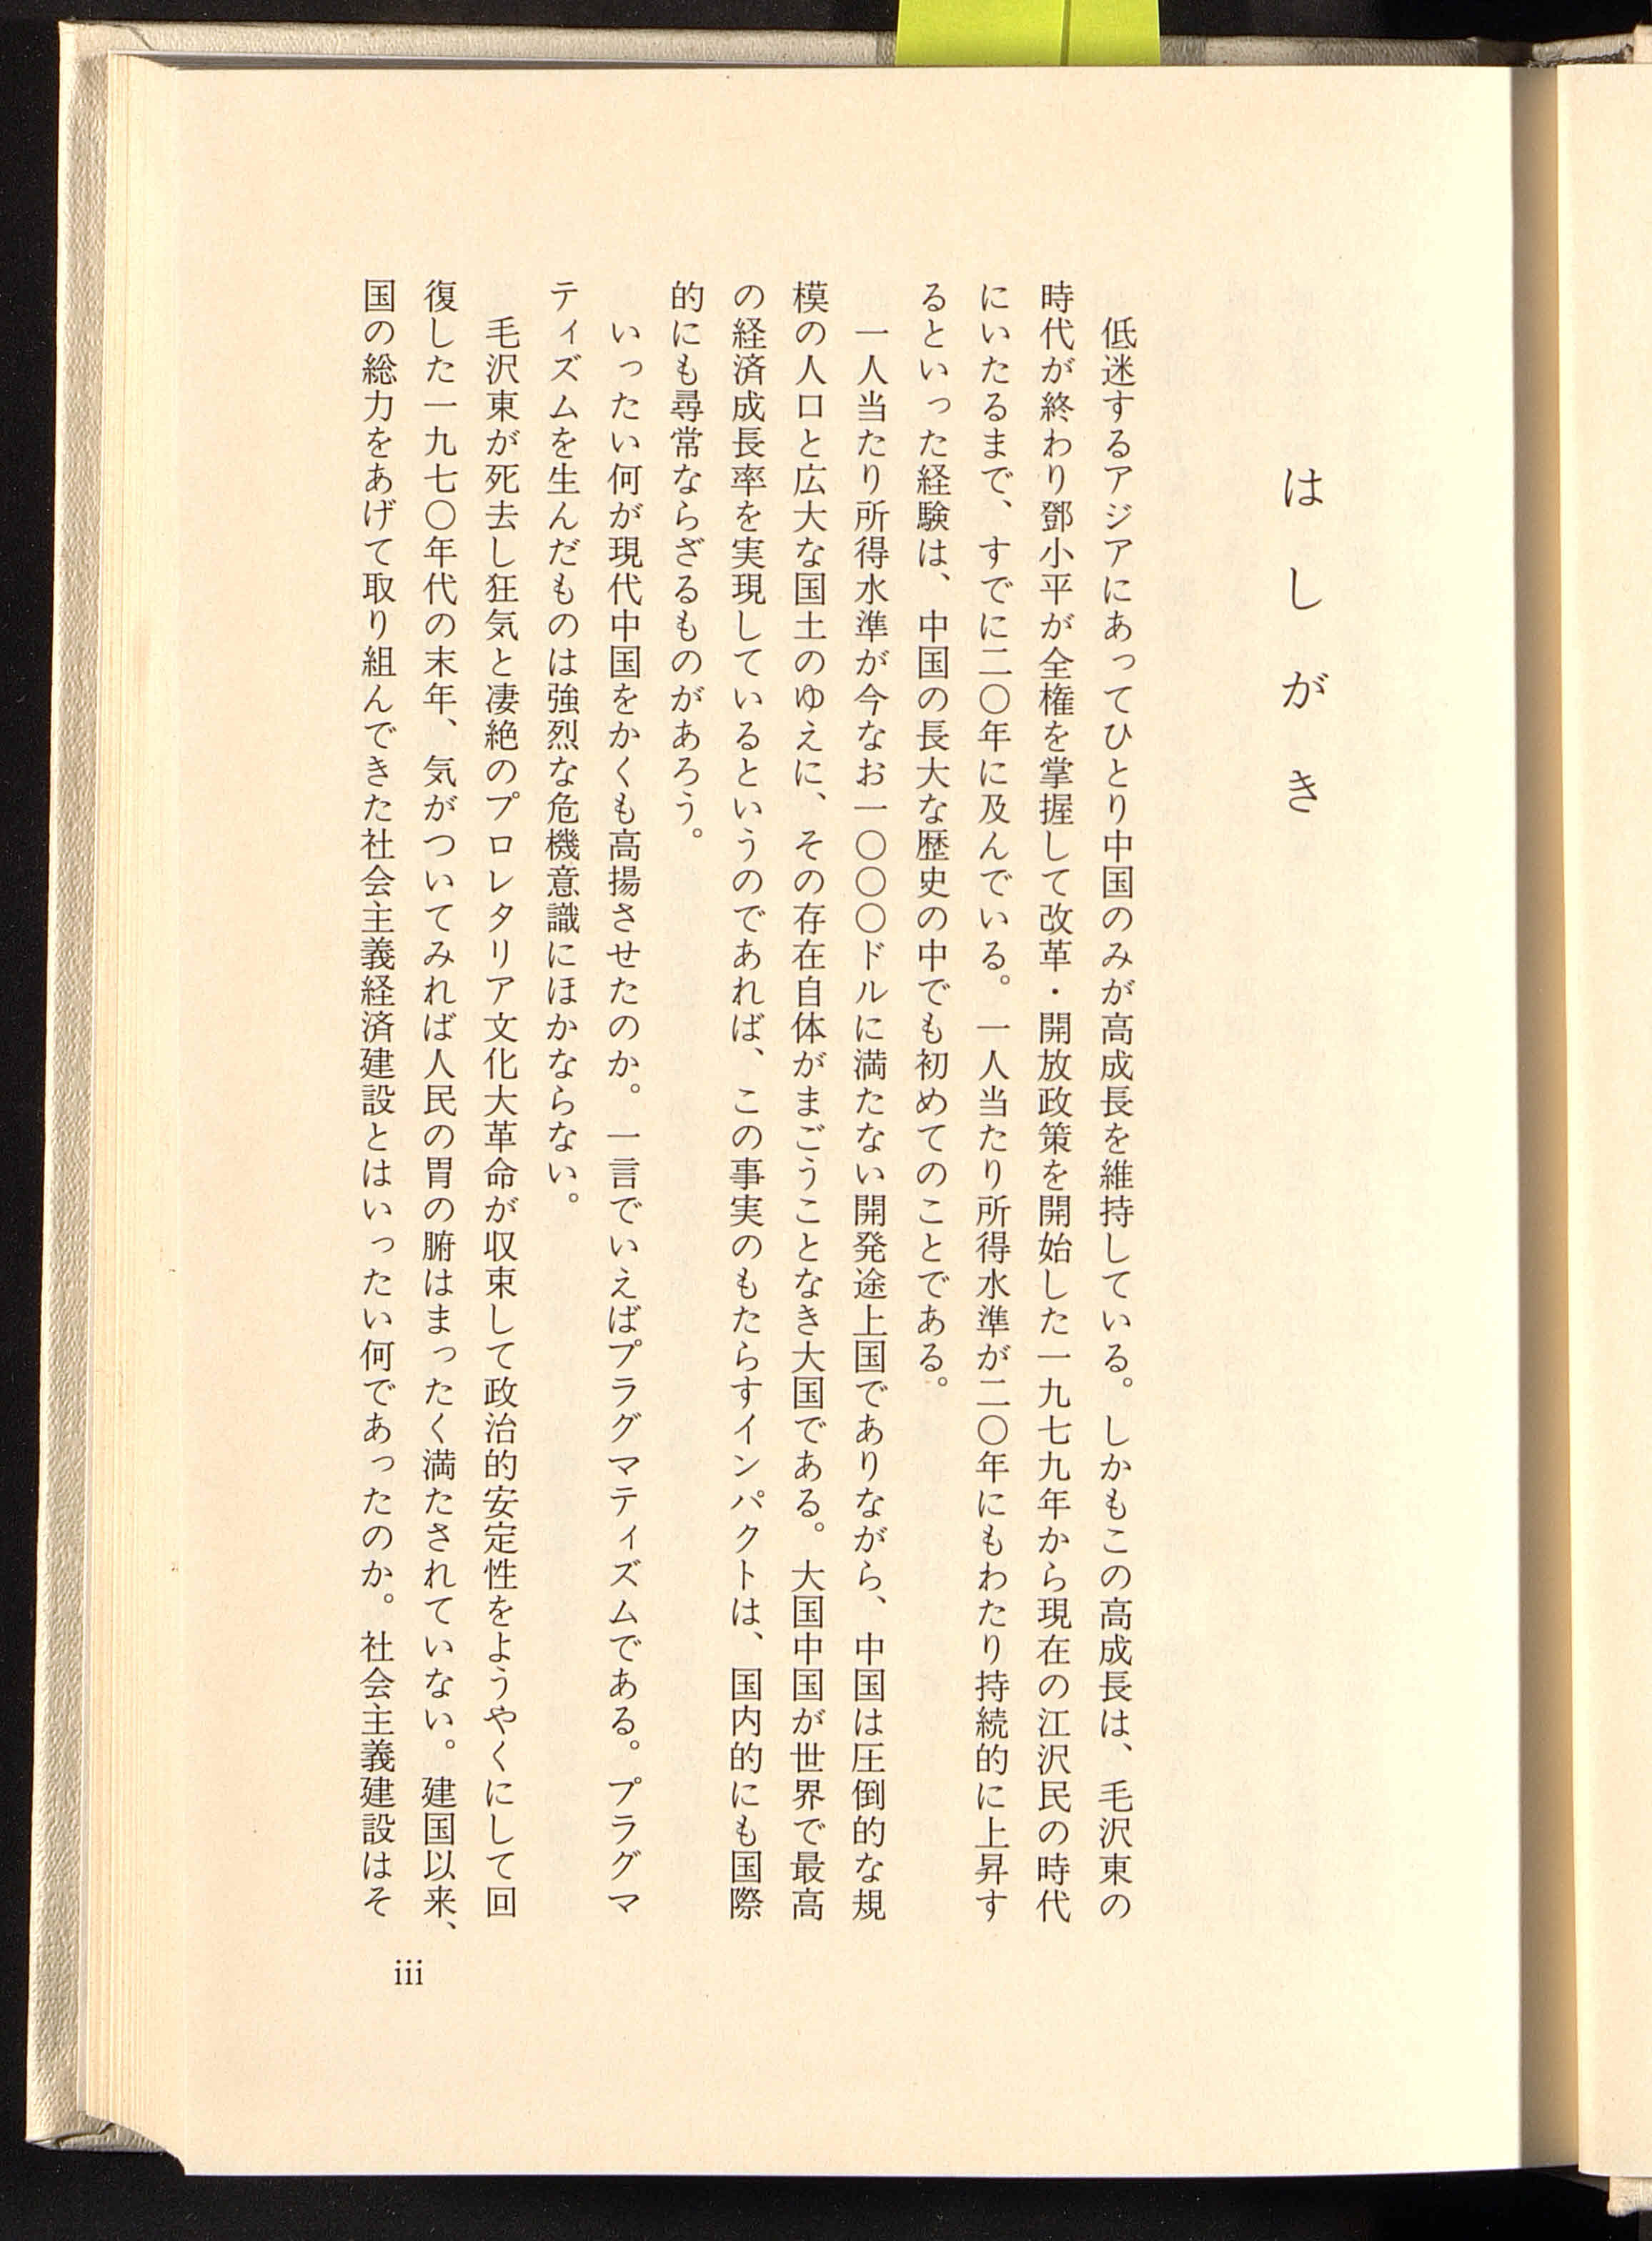 はしがき
低迷するアジアにあってひとり中国のみが高成長を維持している。しかもこの高成長は、毛沢東の
時代が終わり鄧小平が全権を掌握して改革・開放政策を開始した一九七九年から現在の江沢民の時代
にいたるまで、すでに二〇年に及んでいる。一人当たり所得水準が二〇年にもわたり持続的に上昇す
るといった経験は、中国の長大な歴史の中でも初めてのことである。
一人当たり所得水準が今なお一〇〇〇ドルに満たない開発途上国でありながら、中国は圧倒的な規
模の人口と広大な国土のゆえに、その存在自体がまごうことなき大国である。大国中国が世界で最高
の経済成長率を実現しているというのであれば、この事実のもたらすインパクトは、国内的にも国際
的にも尋常ならざるものがあろう。
いったい何が現代中国をかくも高揚させたのか。一言でいえばプラグマティズムである。プラグマ
ティズムを生んだものは強烈な危機意識にほかならない。
毛沢東が死去し狂気と凄絶のプロレタリア文化大革命が収束して政治的安定性をようやくにして回
復した一九七〇年代の末年、気がついてみれば人民の胃の腑はまったく満たされていない。建国以来、
国の総力をあげて取り組んできた社会主義経済建設とはいったい何であったのか。社会主義建設はそ
iii